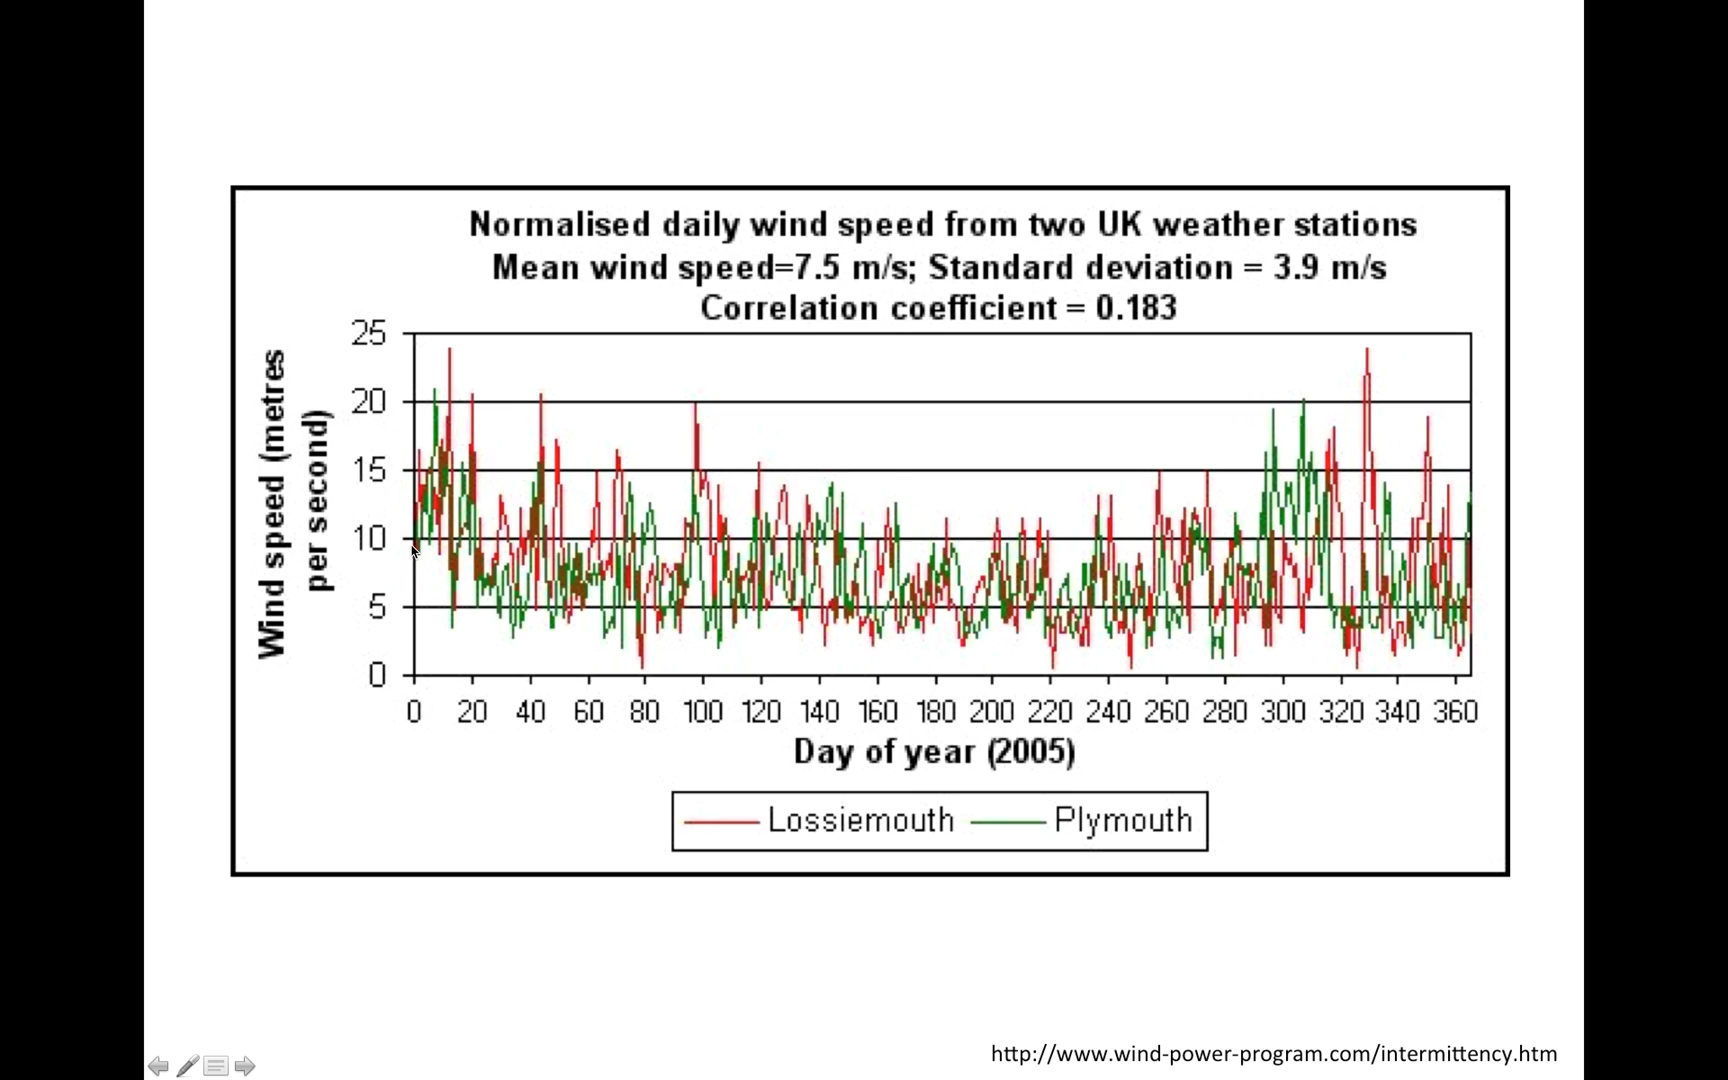 Normalised daily wind speed from two UK weather stations
Mean wind speed=7.5 m/s; Standard deviation = 3.9 m/s
Correlation coefficient = 0.183
25
20
15
10
5
0
Wind speed (metres
per second)
0 20 40 60 80 100 120 140 160 180 200 220 240 260 280 300 320 340 360
Day of year (2005)
Lossiemouth Plymouth
http://www.wind-power-program.com/intermittency.htm